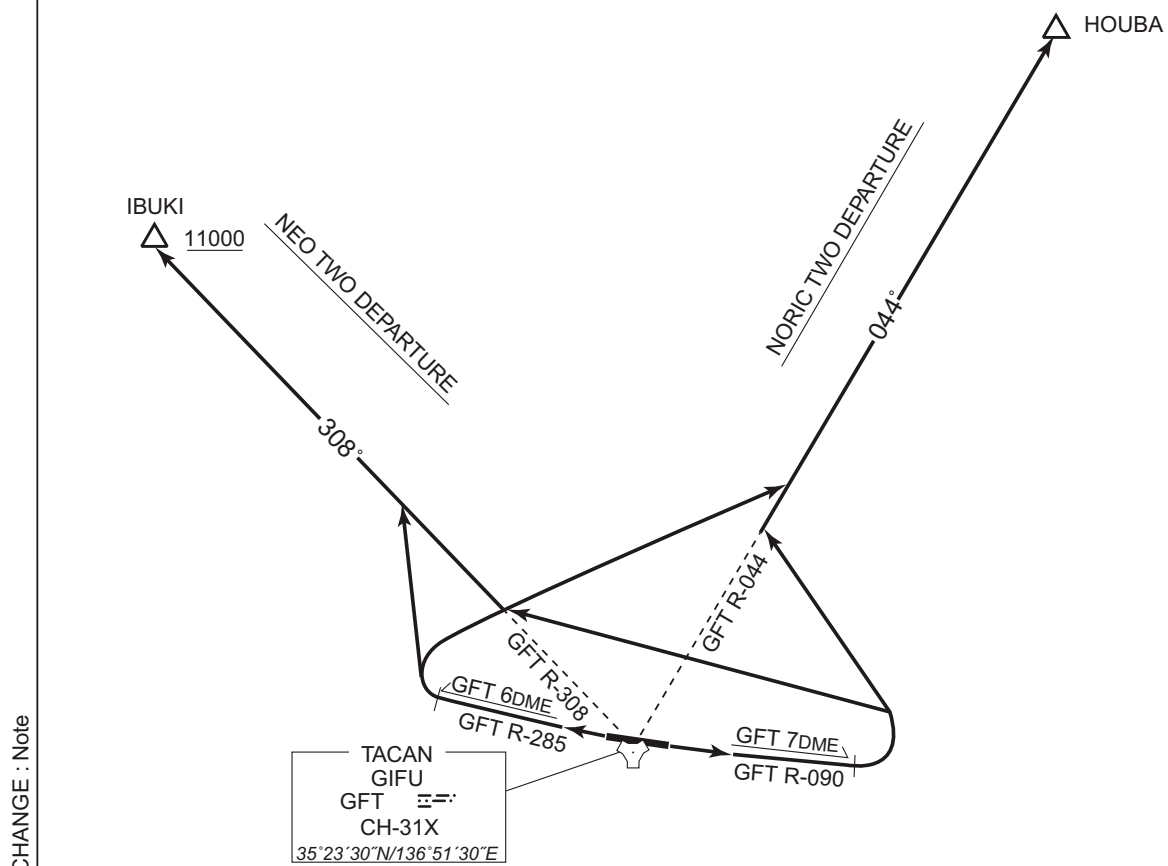 HOUBA
IBUKI
11000
NEO TWO DEPARTURE
NORIC TWO DEPARTURE
044°
308°
GFT R-044
GFT R-308
GFT 6DME
GFT R-285
GFT 7DME
GFT R-090
TACAN
GIFU
GFT
CH-31X
35°23′30″N/136°51′30″E
CHANGE : Note